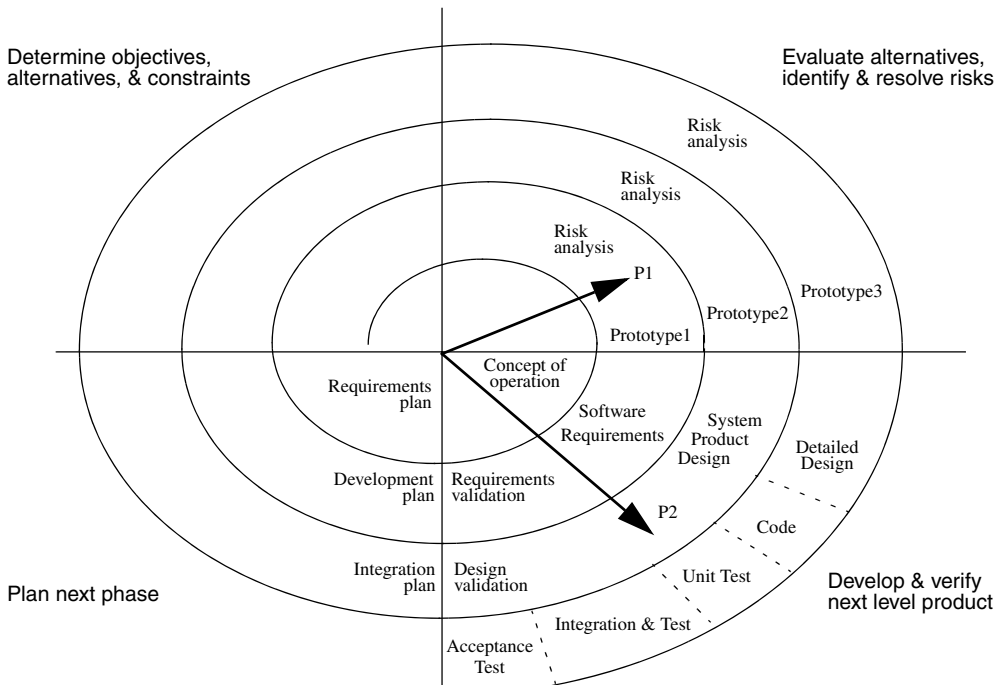 Determine objectives,
alternatives, & constraints
Evaluate alternatives,
identify & resolve risks
Risk
analysis
Risk
analysis
Risk
analysis
P1
Prototype1
Prototype2
Prototype3
Requirements
plan
Concept of
operation
Software
Requirements
System
Product
Design
Detailed
Design
Development
plan
Requirements
validation
P2
Code
Integration
plan
Design
validation
Unit Test
Plan next phase
Develop & verify
next level product
Integration & Test
Acceptance
Test